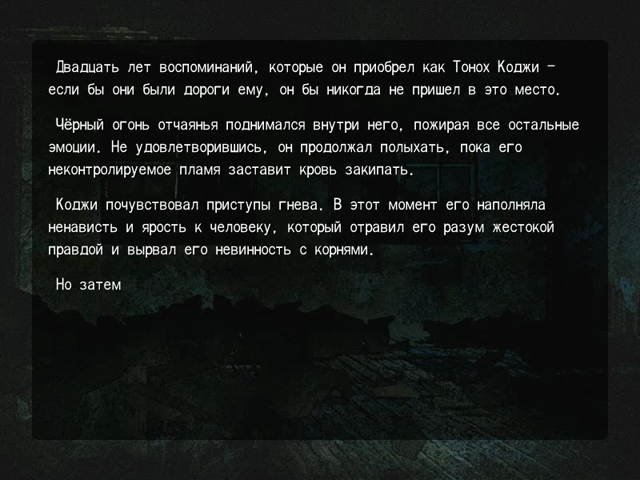 Двадцать лет воспоминаний, которые он приобрел как Тонох Коджи –
если бы они были дороги ему, он бы никогда не пришел в это место.
Чёрный огонь отчаянья поднимался внутри него, пожирая все остальные
эмоции. Не удовлетворившись, он продолжал полыхать, пока его
неконтролируемое пламя заставит кровь закипать.
Коджи почувствовал приступы гнева. В этот момент его наполняла
ненависть и ярость к человеку, который отравил его разум жестокой
правдой и вырвал его невинность с корнями.
Но затем